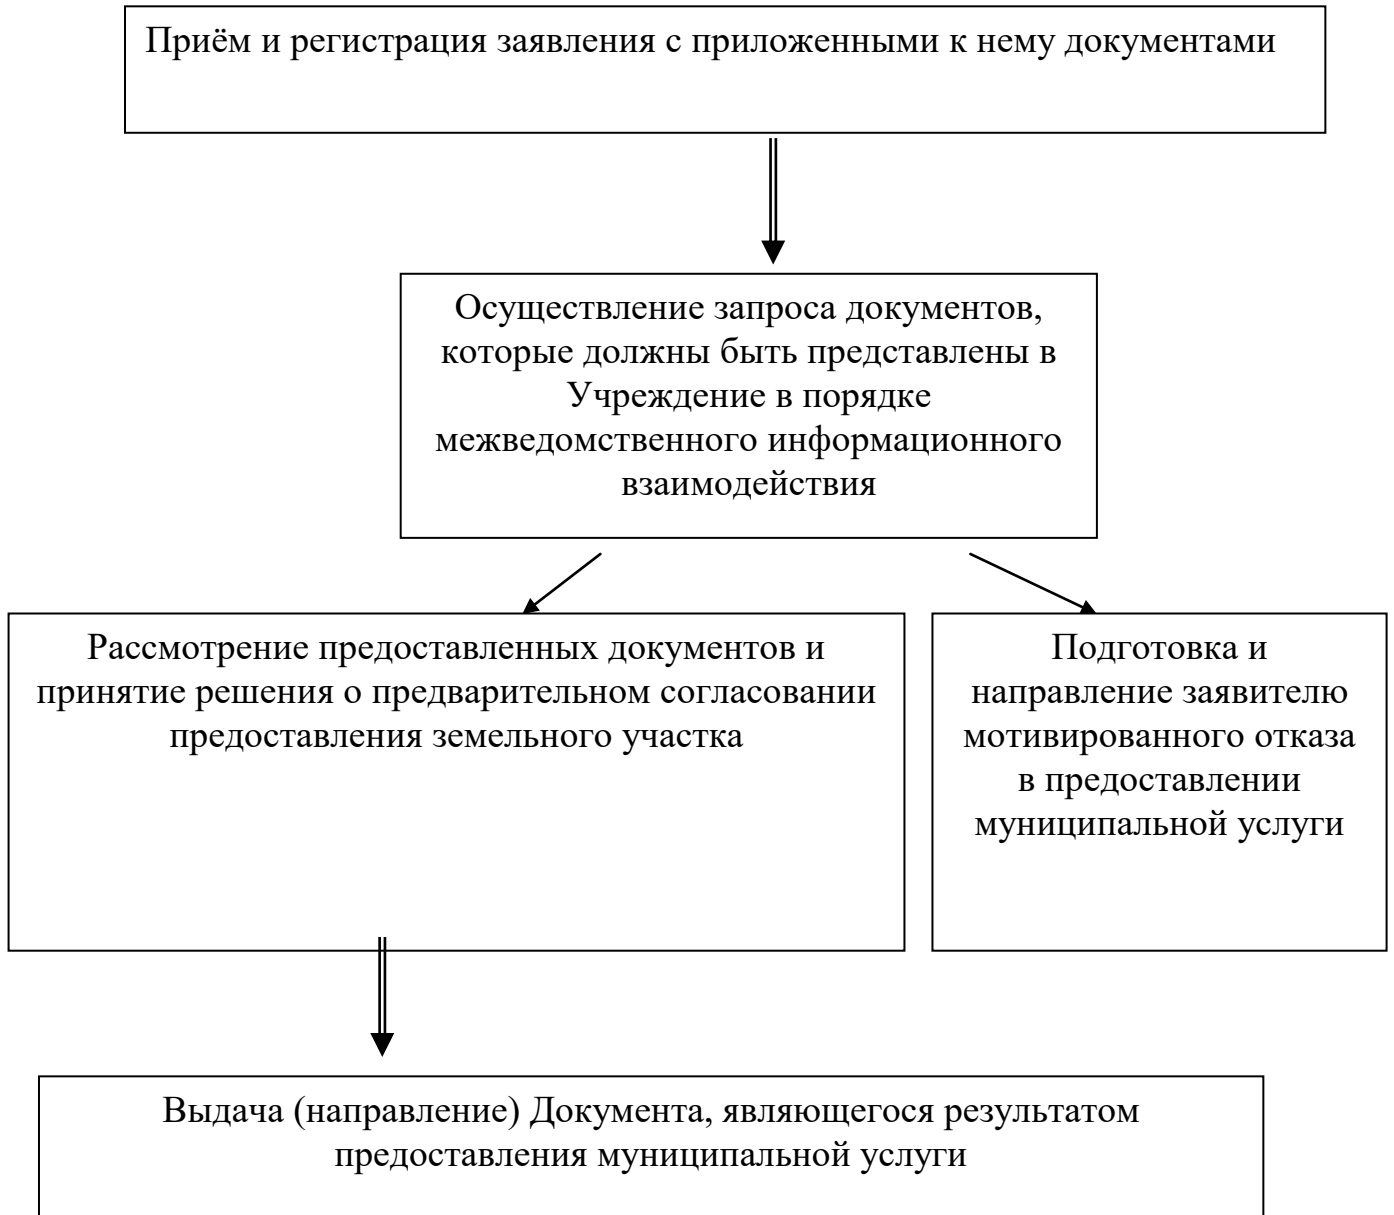 Приём и регистрация заявления с приложенными к нему документами
Осуществление запроса документов,
которые должны быть представлены в
Учреждение в порядке
межведомственного информационного
взаимодействия
Рассмотрение предоставленных документов и
принятие решения о предварительном согласовании
предоставления земельного участка
Подготовка и
направление заявителю
мотивированного отказа
в предоставлении
муниципальной услуги
Выдача (направление) Документа, являющегося результатом
предоставления муниципальной услуги